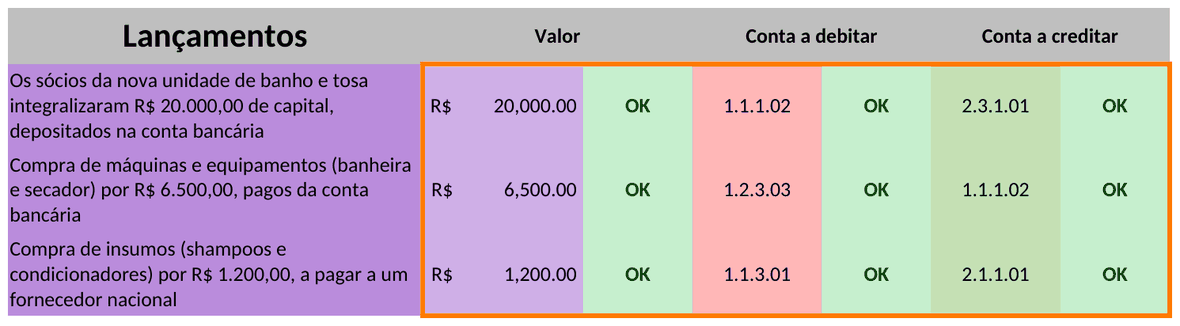 Lançamentos Valor Conta a debitar Conta a creditar
Os sócios da nova unidade de banho e tosa
integralizaram R$ 20.000,00 de capital,
depositados na conta bancária
R$ 20,000.00 OK 1.1.1.02 OK 2.3.1.01 OK
Compra de máquinas e equipamentos (banheira
e secador) por R$ 6.500,00, pagos da conta
bancária
R$ 6,500.00 OK 1.2.3.03 OK 1.1.1.02 OK
Compra de insumos (shampoos e
condicionadores) por R$ 1.200,00, a pagar a um
fornecedor nacional
R$ 1,200.00 OK 1.1.3.01 OK 2.1.1.01 OK